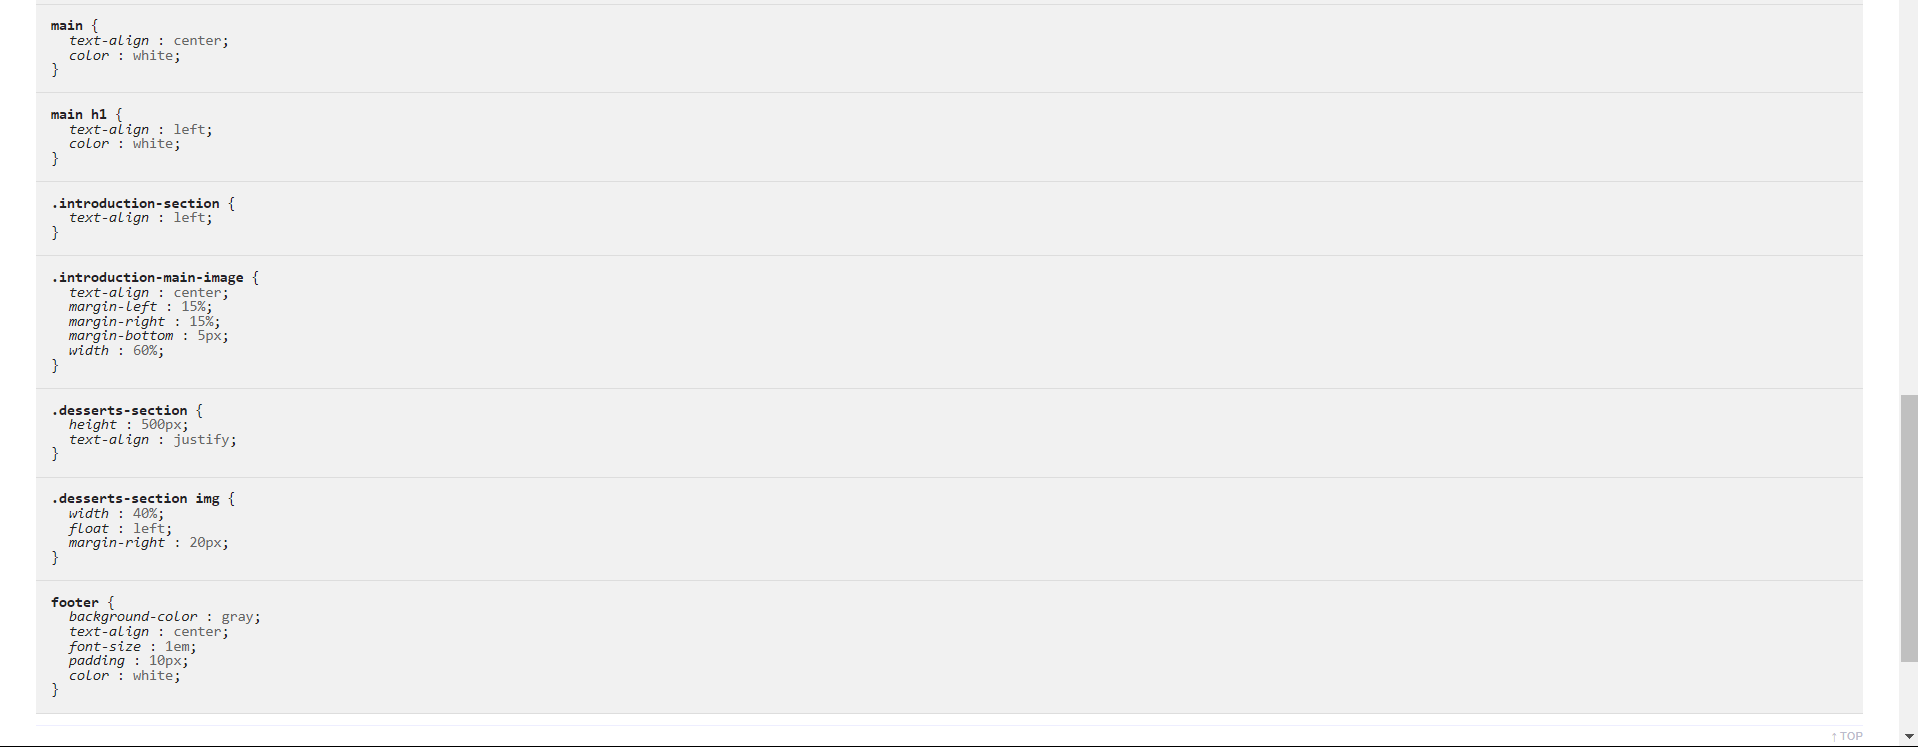 main {
text-align : center;
color : white;
}
main h1 {
text-align : left;
color : white;
}
.introduction-section {
text-align : left;
}
.introduction-main-image {
text-align : center;
margin-left : 15%;
margin-right : 15%;
margin-bottom : 5px;
width : 60%;
}
.desserts-section {
height : 500px;
text-align : justify;
}
.desserts-section img {
width : 40%;
float : left;
margin-right : 20px;
}
footer {
background-color : gray;
text-align : center;
font-size : 1em;
padding : 10px;
color : white;
}
↑ TOP